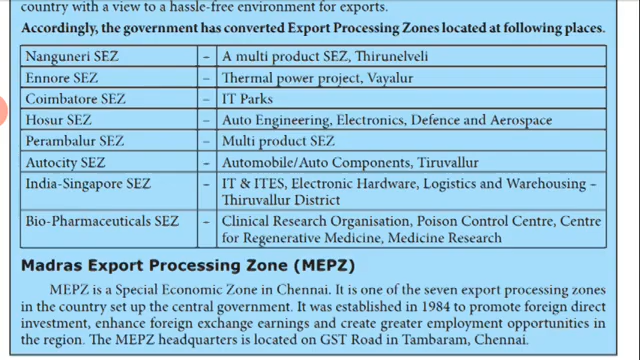 country with a view to a hassle-free environment for exports.
Accordingly, the government has converted Export Processing Zones located at following places.
Nanguneri SEZ – A multi product SEZ, Thirunelveli
Ennore SEZ – Thermal power project, Vayalur
Coimbatore SEZ – IT Parks
Hosur SEZ – Auto Engineering, Electronics, Defence and Aerospace
Perambalur SEZ – Multi product SEZ
Autocity SEZ – Automobile/Auto Components, Tiruvallur
India-Singapore SEZ – IT & ITES, Electronic Hardware, Logistics and Warehousing –
Thiruvallur District
Bio-Pharmaceuticals SEZ – Clinical Research Organisation, Poison Control Centre, Centre
for Regenerative Medicine, Medicine Research
Madras Export Processing Zone (MEPZ)
MEPZ is a Special Economic Zone in Chennai. It is one of the seven export processing zones
in the country set up the central government. It was established in 1984 to promote foreign direct
investment, enhance foreign exchange earnings and create greater employment opportunities in
the region. The MEPZ headquarters is located on GST Road in Tambaram, Chennai.